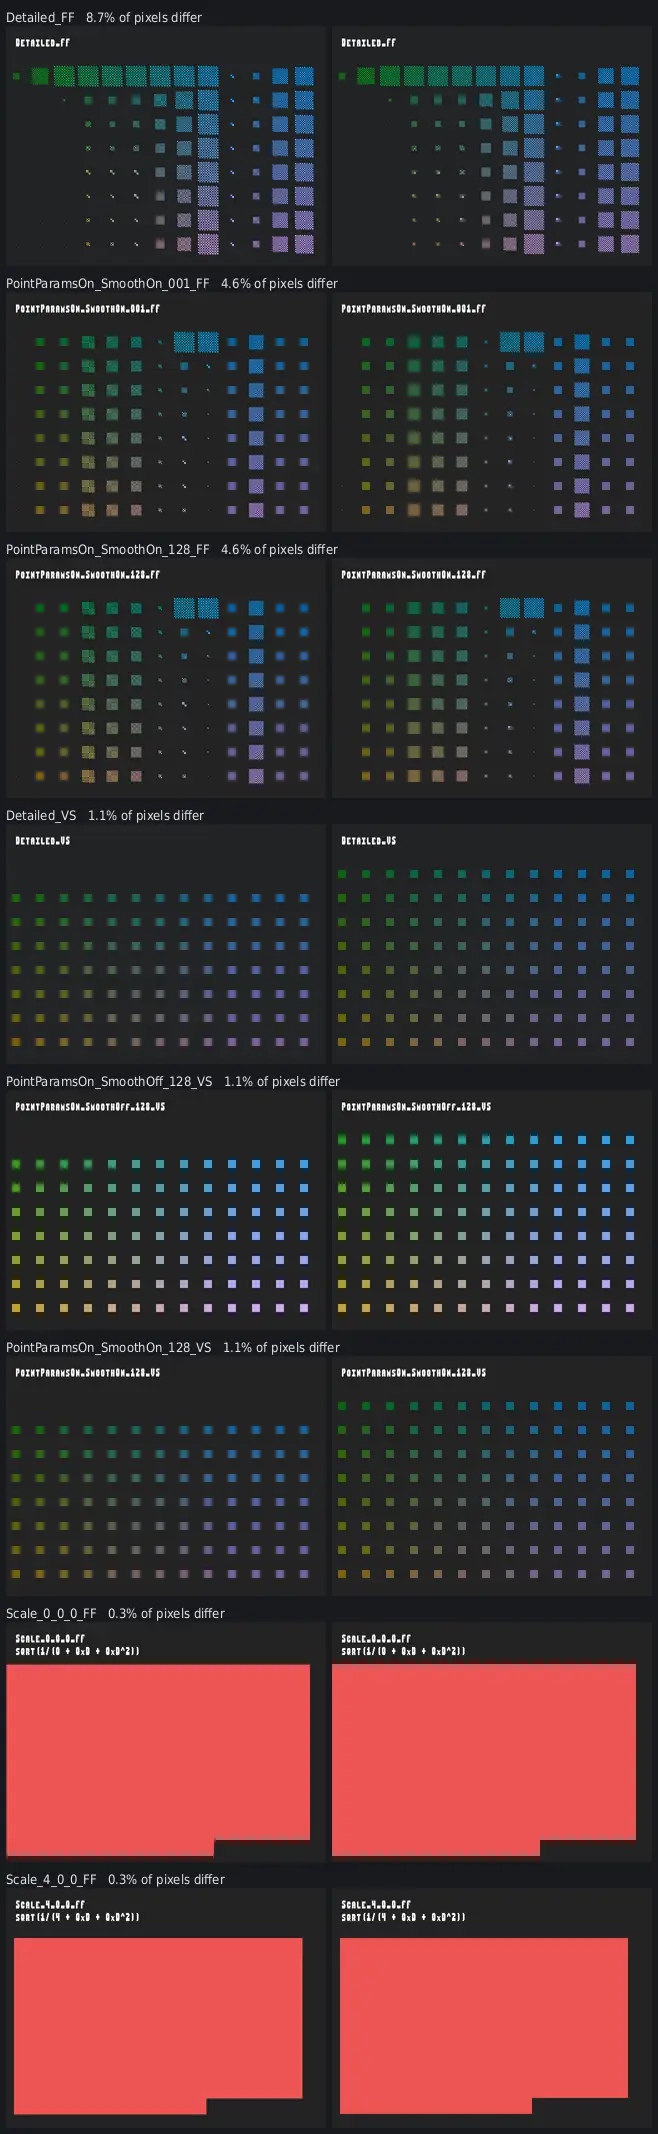 Detailed_FF 8.7% of pixels differ
Detailed_FF Detailed_FF
PointParamsOn_SmoothOn_001_FF 4.6% of pixels differ
PointParamsOn_SmoothOn_001_FF PointParamsOn_SmoothOn_001_FF
PointParamsOn_SmoothOn_128_FF 4.6% of pixels differ
PointParamsOn_SmoothOn_128_FF PointParamsOn_SmoothOn_128_FF
Detailed_VS 1.1% of pixels differ
Detailed_VS Detailed_VS
PointParamsOn_SmoothOff_128_VS 1.1% of pixels differ
PointParamsOn_SmoothOff_128_VS PointParamsOn_SmoothOff_128_VS
PointParamsOn_SmoothOn_128_VS 1.1% of pixels differ
PointParamsOn_SmoothOn_128_VS PointParamsOn_SmoothOn_128_VS
Scale_0_0_0_FF 0.3% of pixels differ
Scale_0_0_0_FF Scale_0_0_0_FF
sqrt(1/(0 + 0xD + 0xD^2)) sqrt(1/(0 + 0xD + 0xD^2))
Scale_4_0_0_FF 0.3% of pixels differ
Scale_4_0_0_FF Scale_4_0_0_FF
sqrt(1/(4 + 0xD + 0xD^2)) sqrt(1/(4 + 0xD + 0xD^2))